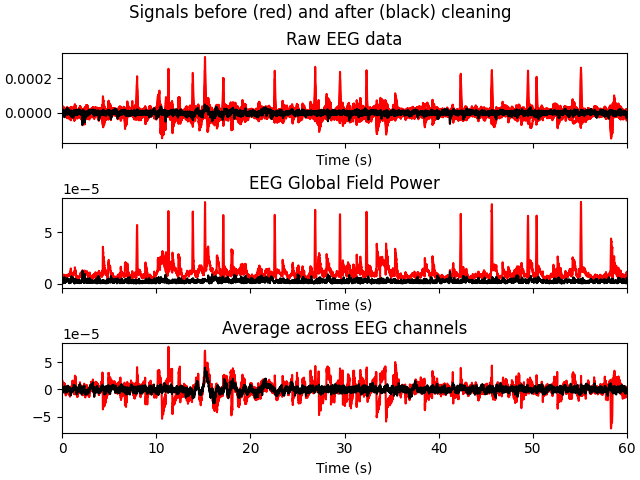 Signals before (red) and after (black) cleaning
Raw EEG data
0.0002
0.0000
Time (s)
EEG Global Field Power
1e−5
5
0
Time (s)
Average across EEG channels
1e−5
5
0
−5
0 10 20 30 40 50 60
Time (s)